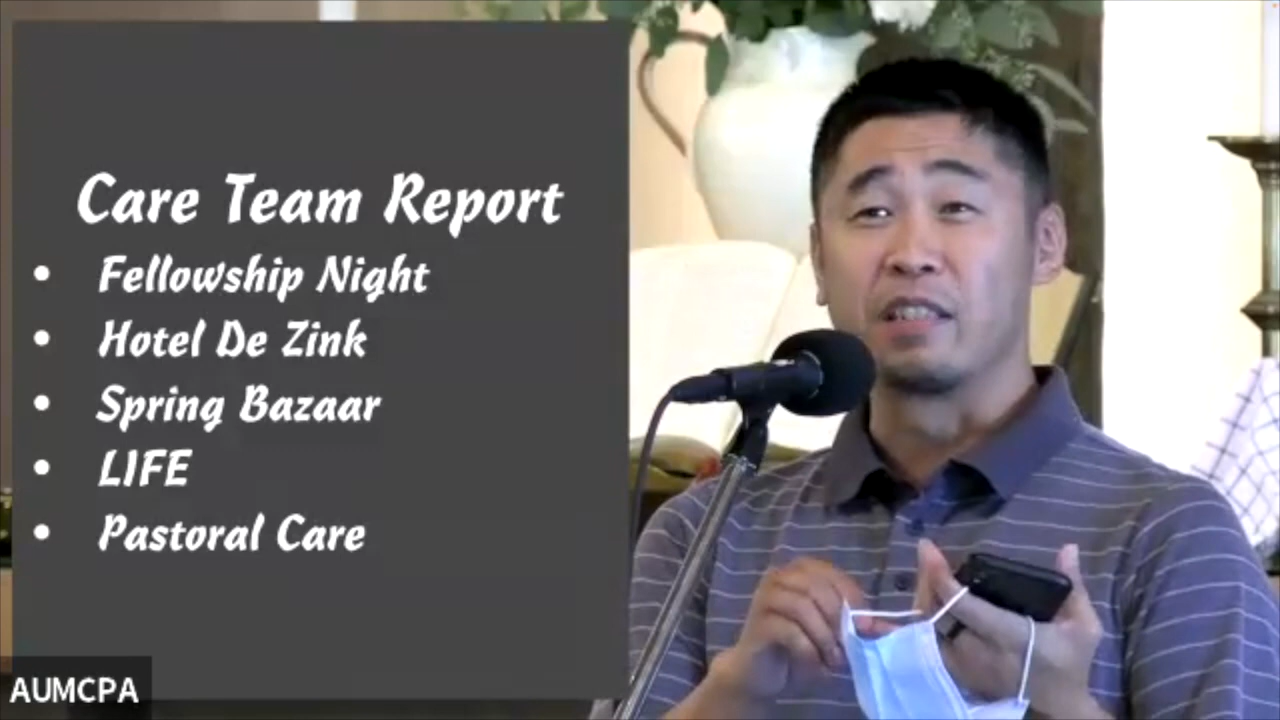 Care Team Report
• Fellowship Night
• Hotel De Zink
• Spring Bazaar
• LIFE
• Pastoral Care
AUMCPA